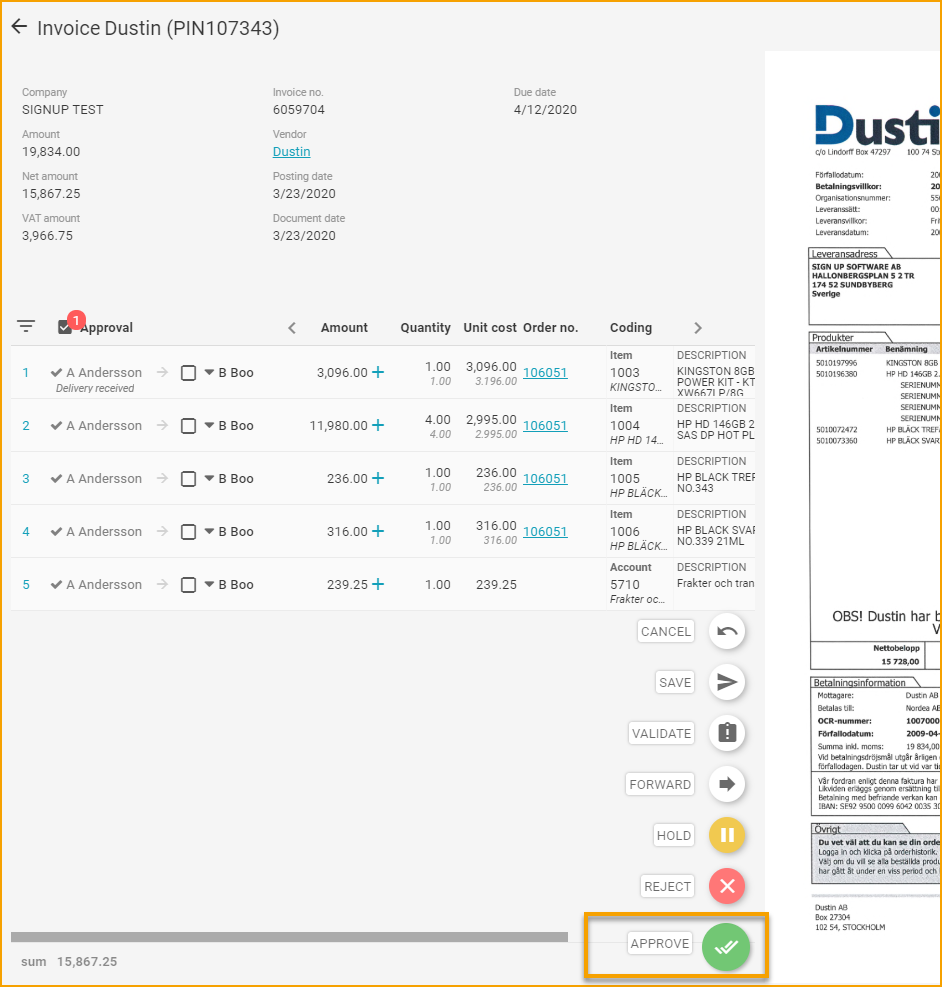 Invoice Dustin (PIN107343)
Company
SIGNUP TEST
Invoice no.
6059704
Due date
4/12/2020
Amount
19,834.00
Vendor
Dustin
Net amount
15,867.25
Posting date
3/23/2020
VAT amount
3,966.75
Document date
3/23/2020
1 Approval Amount Quantity Unit cost Order no. Coding
1 A Andersson B Boo 3,096.00 1.00 3,096.00 106051 Item 1003 DESCRIPTION
Delivery received 1.00 3.196.00 KINGSTO... KINGSTON 8GB
POWER KIT - KT
XW667LP/8G
2 A Andersson B Boo 11,980.00 4.00 2,995.00 106051 Item 1004 DESCRIPTION
4.00 2.995.00 HP HD 14... HP HD 146GB 2
SAS DP HOT PL
3 A Andersson B Boo 236.00 1.00 236.00 106051 Item 1005 DESCRIPTION
1.00 236.00 HP BLÄCK... HP BLACK TREF
NO.343
4 A Andersson B Boo 316.00 1.00 316.00 106051 Item 1006 DESCRIPTION
1.00 316.00 HP BLÄCK... HP BLACK SVAF
NO.339 21ML
5 A Andersson B Boo 239.25 1.00 239.25 Account 5710 DESCRIPTION
Frakter oc... Frakter och tran
CANCEL
SAVE
VALIDATE
FORWARD
HOLD
REJECT
APPROVE
sum 15,867.25
Dusti
c/o Lindorff Box 47297 100 74
Förfallodatum: 20
Betalningsvillkor:
Organisationsnummer:
Leveranssätt:
Leveransvillkor:
Leveransdatum: 20
Leveransadress
SIGN UP SOFTWARE AB
HALLONBERGSPLAN 5 2 TR
174 52 SUNDBYBERG
Sverige
Produkter
Artikelnummer Benämning
5010197996 KINGSTON 8GB
5010196380 HP HD 146GB 2.
SERIENUMM
SERIENUMM
SERIENUMM
SERIENUMM
5010072472 HP BLÄCK TREFA
5010073360 HP BLÄCK SVAR
OBS! Dustin har b
V
Nettobelopp
15 728,00
Betalningsinformation
Mottagare: Dustin AB
Betalas till: Nordea AB
OCR-nummer: 1007000
Förfallodatum: 2009-04-
Summa inkl. moms: 19 834,00
Vid betalningsdröjsmål utgår årligen
förfallodagen. Dustin tar ut vid var
Vår fordran enligt denna faktura har
Likviden erläggs genom ersättning til
Betalning med befriande verkan kan
IBAN: SE92 9500 0099 6042 0035 30
Övrigt
Du vet väl att du kan se din orde
Logga in och klicka på orderhistorik.
Välj om du vill se alla beställda produ
har gått åt under en viss period och
Dustin AB
Box 27304
102 54, STOCKHOLM